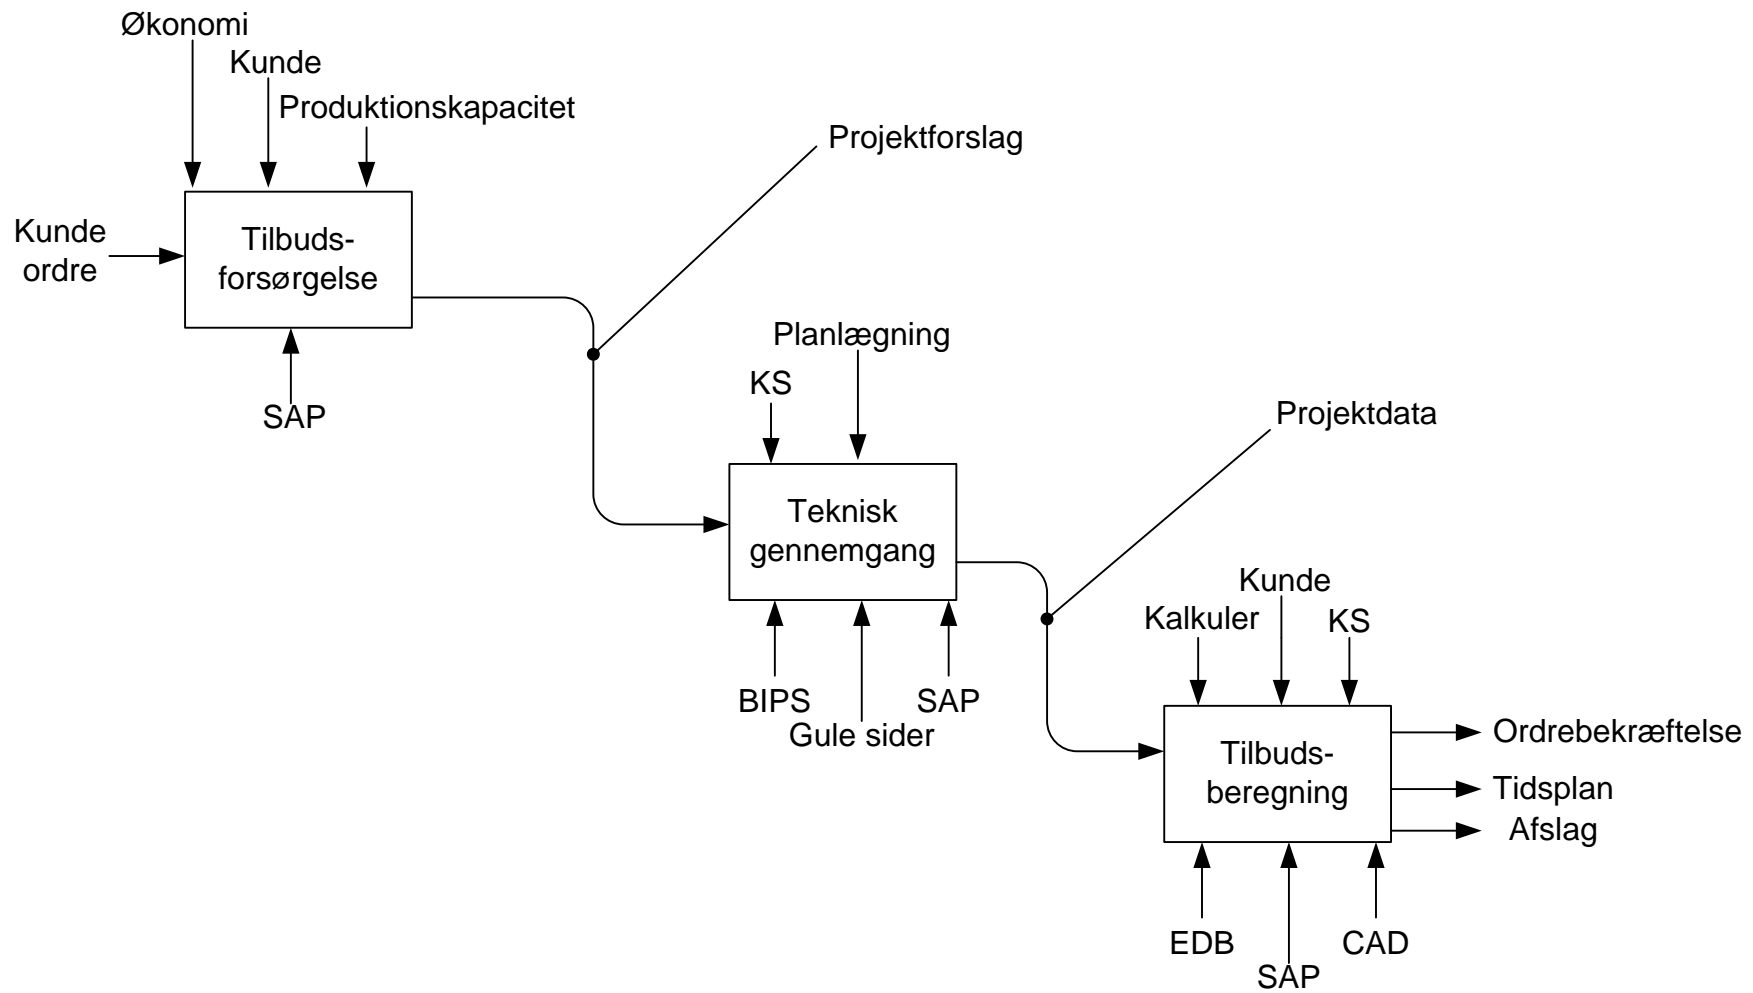 Økonomi
Kunde
Produktionskapacitet
Projektforslag
Kunde
ordre
Tilbuds-
forsørgelse
SAP
Planlægning
KS
Projektdata
Teknisk
gennemgang
BIPS
SAP
Gule sider
Kunde
Kalkuler
KS
Tilbuds-
beregning
Ordrebekræftelse
Tidsplan
Afslag
EDB
CAD
SAP